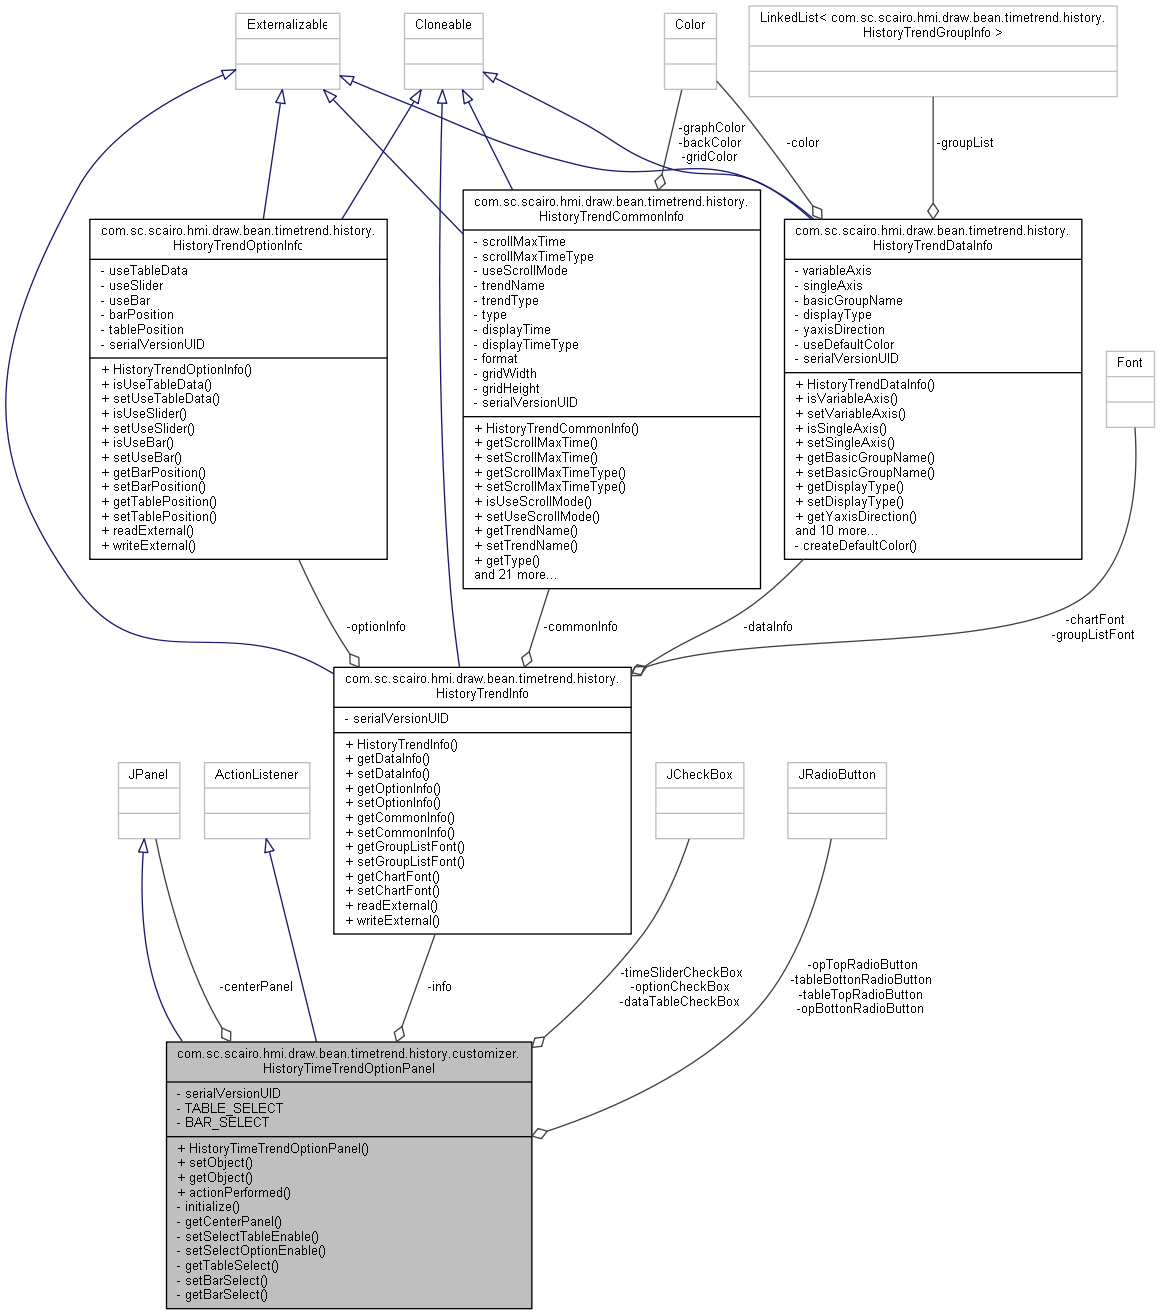 Externalizable
Cloneable
Color
LinkedList< com.sc.scairo.hmi.draw.bean.timetrend.history.
HistoryTrendGroupInfo >
-graphColor
-backColor
-gridColor
-color
-groupList
com.sc.scairo.hmi.draw.bean.timetrend.history.
HistoryTrendOptionInfo
- useTableData
- useSlider
- useBar
- barPosition
- tablePosition
- serialVersionUID
+ HistoryTrendOptionInfo()
+ isUseTableData()
+ setUseTableData()
+ isUseSlider()
+ setUseSlider()
+ isUseBar()
+ setUseBar()
+ getBarPosition()
+ setBarPosition()
+ getTablePosition()
+ setTablePosition()
+ readExternal()
+ writeExternal()
com.sc.scairo.hmi.draw.bean.timetrend.history.
HistoryTrendCommonInfo
- scrollMaxTime
- scrollMaxTimeType
- useScrollMode
- trendName
- trendType
- type
- displayTime
- displayTimeType
- format
- gridWidth
- gridHeight
- serialVersionUID
+ HistoryTrendCommonInfo()
+ getScrollMaxTime()
+ setScrollMaxTime()
+ getScrollMaxTimeType()
+ setScrollMaxTimeType()
+ isUseScrollMode()
+ setUseScrollMode()
+ getTrendName()
+ setTrendName()
+ getType()
and 21 more...
com.sc.scairo.hmi.draw.bean.timetrend.history.
HistoryTrendDataInfo
- variableAxis
- singleAxis
- basicGroupName
- displayType
- yaxisDirection
- useDefaultColor
- serialVersionUID
+ HistoryTrendDataInfo()
+ isVariableAxis()
+ setVariableAxis()
+ isSingleAxis()
+ setSingleAxis()
+ getBasicGroupName()
+ setBasicGroupName()
+ getDisplayType()
+ setDisplayType()
+ getYaxisDirection()
and 10 more...
- createDefaultColor()
Font
-optionInfo
-commonInfo
-dataInfo
-chartFont
-groupListFont
com.sc.scairo.hmi.draw.bean.timetrend.history.
HistoryTrendInfo
- serialVersionUID
+ HistoryTrendInfo()
+ getDataInfo()
+ setDataInfo()
+ getOptionInfo()
+ setOptionInfo()
+ getCommonInfo()
+ setCommonInfo()
+ getGroupListFont()
+ setGroupListFont()
+ getChartFont()
+ setChartFont()
+ readExternal()
+ writeExternal()
JPanel
ActionListener
JCheckBox
JRadioButton
-centerPanel
-info
-timeSliderCheckBox
-optionCheckBox
-dataTableCheckBox
-opTopRadioButton
-tableBottonRadioButton
-tableTopRadioButton
-opBottonRadioButton
com.sc.scairo.hmi.draw.bean.timetrend.history.customizer.
HistoryTimeTrendOptionPanel
- serialVersionUID
- TABLE_SELECT
- BAR_SELECT
+ HistoryTimeTrendOptionPanel()
+ setObject()
+ getObject()
+ actionPerformed()
- initialize()
- getCenterPanel()
- setSelectTableEnable()
- setSelectOptionEnable()
- getTableSelect()
- setBarSelect()
- getBarSelect()